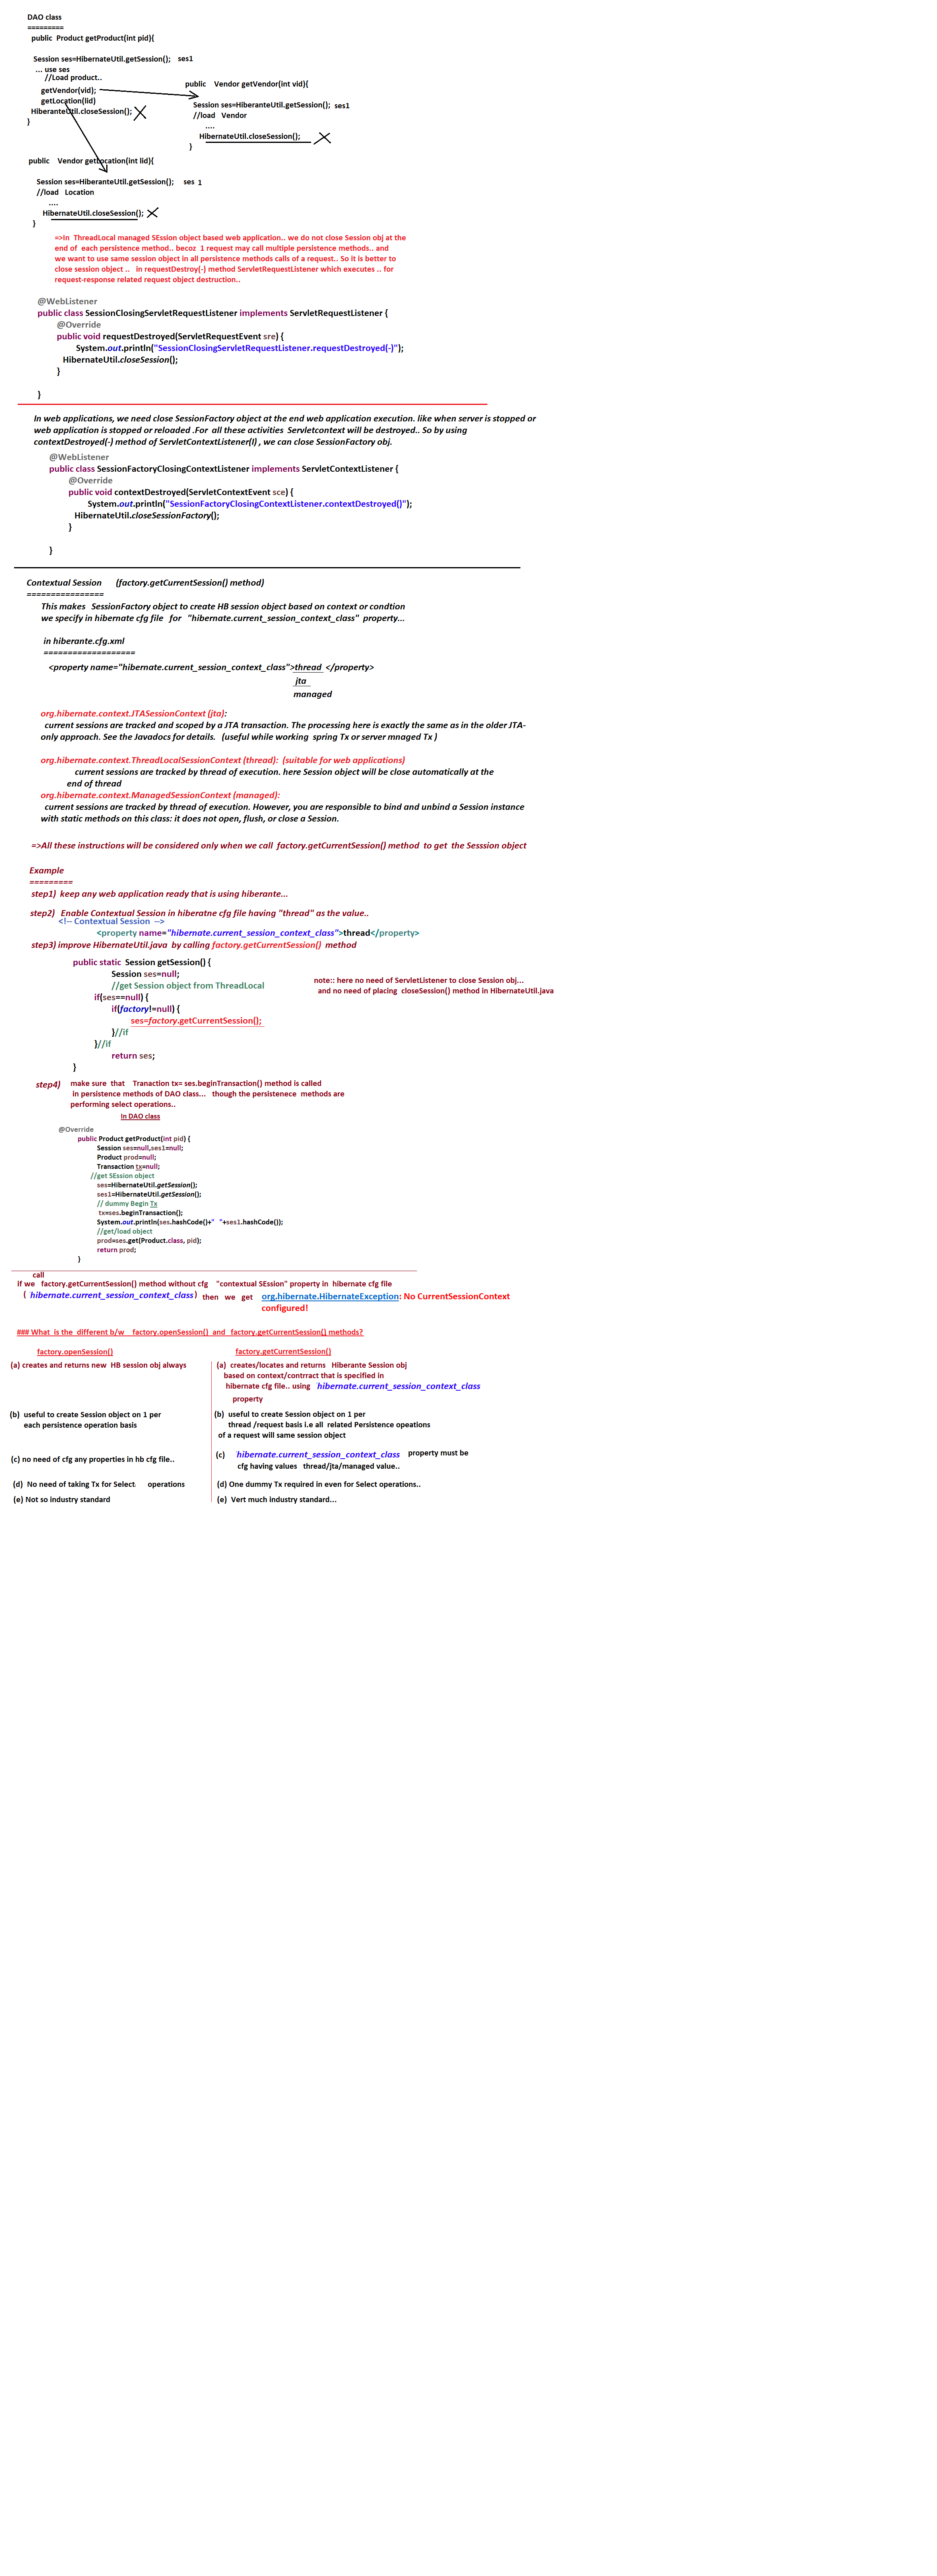 DAO class
=========
public Product getProduct(int pid){
Session ses=HibernateUtil.getSession(); ses1
... use ses
//Load product..
getVendor(vid);
getLocation(lid)
HiberanteUtil.closeSession();
}
public Vendor getVendor(int vid){
Session ses=HiberanteUtil.getSession(); ses1
//load Vendor
....
HibernateUtil.closeSession();
}
public Vendor getLocation(int lid){
Session ses=HiberanteUtil.getSession(); ses 1
//load Location
....
HibernateUtil.closeSession();
}
=>In ThreadLocal managed SEssion object based web application.. we do not close Session obj at the
end of each persistence method.. becoz 1 request may call multiple persistence methods.. and
we want to use same session object in all persistence methods calls of a request.. So it is better to
close session object .. in requestDestroy(-) method ServletRequestListener which executes .. for
request-response related request object destruction..
@WebListener
public class SessionClosingServletRequestListener implements ServletRequestListener {
@Override
public void requestDestroyed(ServletRequestEvent sre) {
System.out.println("SessionClosingServletRequestListener.requestDestroyed(-)");
HibernateUtil.closeSession();
}
}
In web applications, we need close SessionFactory object at the end web application execution. like when server is stopped or
web application is stopped or reloaded .For all these activities Servletcontext will be destroyed.. So by using
contextDestroyed(-) method of ServletContextListener(I) , we can close SessionFactory obj.
@WebListener
public class SessionFactoryClosingContextListener implements ServletContextListener {
@Override
public void contextDestroyed(ServletContextEvent sce) {
System.out.println("SessionFactoryClosingContextListener.contextDestroyed()");
HibernateUtil.closeSessionFactory();
}
}
Contextual Session (factory.getCurrentSession() method)
================
This makes SessionFactory object to create HB session object based on context or condtion
we specify in hibernate cfg file for "hibernate.current_session_context_class" property...
in hiberante.cfg.xml
===================
<property name="hibernate.current_session_context_class">thread </property>
jta
managed
org.hibernate.context.JTASessionContext (jta):
current sessions are tracked and scoped by a JTA transaction. The processing here is exactly the same as in the older JTA-
only approach. See the Javadocs for details. (useful while working spring Tx or server mnaged Tx )
org.hibernate.context.ThreadLocalSessionContext (thread): (suitable for web applications)
current sessions are tracked by thread of execution. here Session object will be close automatically at the
end of thread
org.hibernate.context.ManagedSessionContext (managed):
current sessions are tracked by thread of execution. However, you are responsible to bind and unbind a Session instance
with static methods on this class: it does not open, flush, or close a Session.
=>All these instructions will be considered only when we call factory.getCurrentSession() method to get the Sesssion object
Example
=========
step1) keep any web application ready that is using hiberante...
step2) Enable Contextual Session in hiberatne cfg file having "thread" as the value..
<!-- Contextual Session -->
<property name="hibernate.current_session_context_class">thread</property>
step3) improve HibernateUtil.java by calling factory.getCurrentSession() method
public static Session getSession() {
Session ses=null;
//get Session object from ThreadLocal
if(ses==null) {
if(factory!=null) {
ses=factory.getCurrentSession();
}//if
}//if
return ses;
}
note:: here no need of ServletListener to close Session obj...
and no need of placing closeSession() method in HibernateUtil.java
step4) make sure that Tranaction tx= ses.beginTransaction() method is called
in persistence methods of DAO class... though the persistenece methods are
performing select operations..
In DAO class
@Override
public Product getProduct(int pid) {
Session ses=null,ses1=null;
Product prod=null;
Transaction tx=null;
//get SEssion object
ses=HibernateUtil.getSession();
ses1=HibernateUtil.getSession();
// dummy Begin Tx
tx=ses.beginTransaction();
System.out.println(ses.hashCode()+" "+ses1.hashCode());
//get/load object
prod=ses.get(Product.class, pid);
return prod;
}
call
if we factory.getCurrentSession() method without cfg "contextual SEssion" property in hibernate cfg file
( hibernate.current_session_context_class) then we get org.hibernate.HibernateException: No CurrentSessionContext
configured!
### What is the different b/w factory.openSession() and factory.getCurrentSession() methods?
factory.openSession()
(a) creates and returns new HB session obj always
(b) useful to create Session object on 1 per
each persistence operation basis
(c) no need of cfg any properties in hb cfg file..
(d) No need of taking Tx for Select operations
(e) Not so industry standard
factory.getCurrentSession()
(a) creates/locates and returns Hiberante Session obj
based on context/contrract that is specified in
hibernate cfg file.. using hibernate.current_session_context_class
property
(b) useful to create Session object on 1 per
thread /request basis i.e all related Persistence opeations
of a request will same session object
(c) hibernate.current_session_context_class property must be
cfg having values thread/jta/managed value..
(d) One dummy Tx required in even for Select operations..
(e) Vert much industry standard...